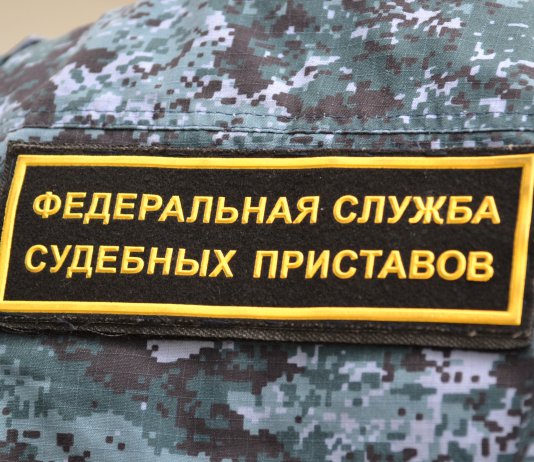 ФЕДЕРАЛЬНАЯ СЛУЖБА
СУДЕБНЫХ ПРИСТАВОВ